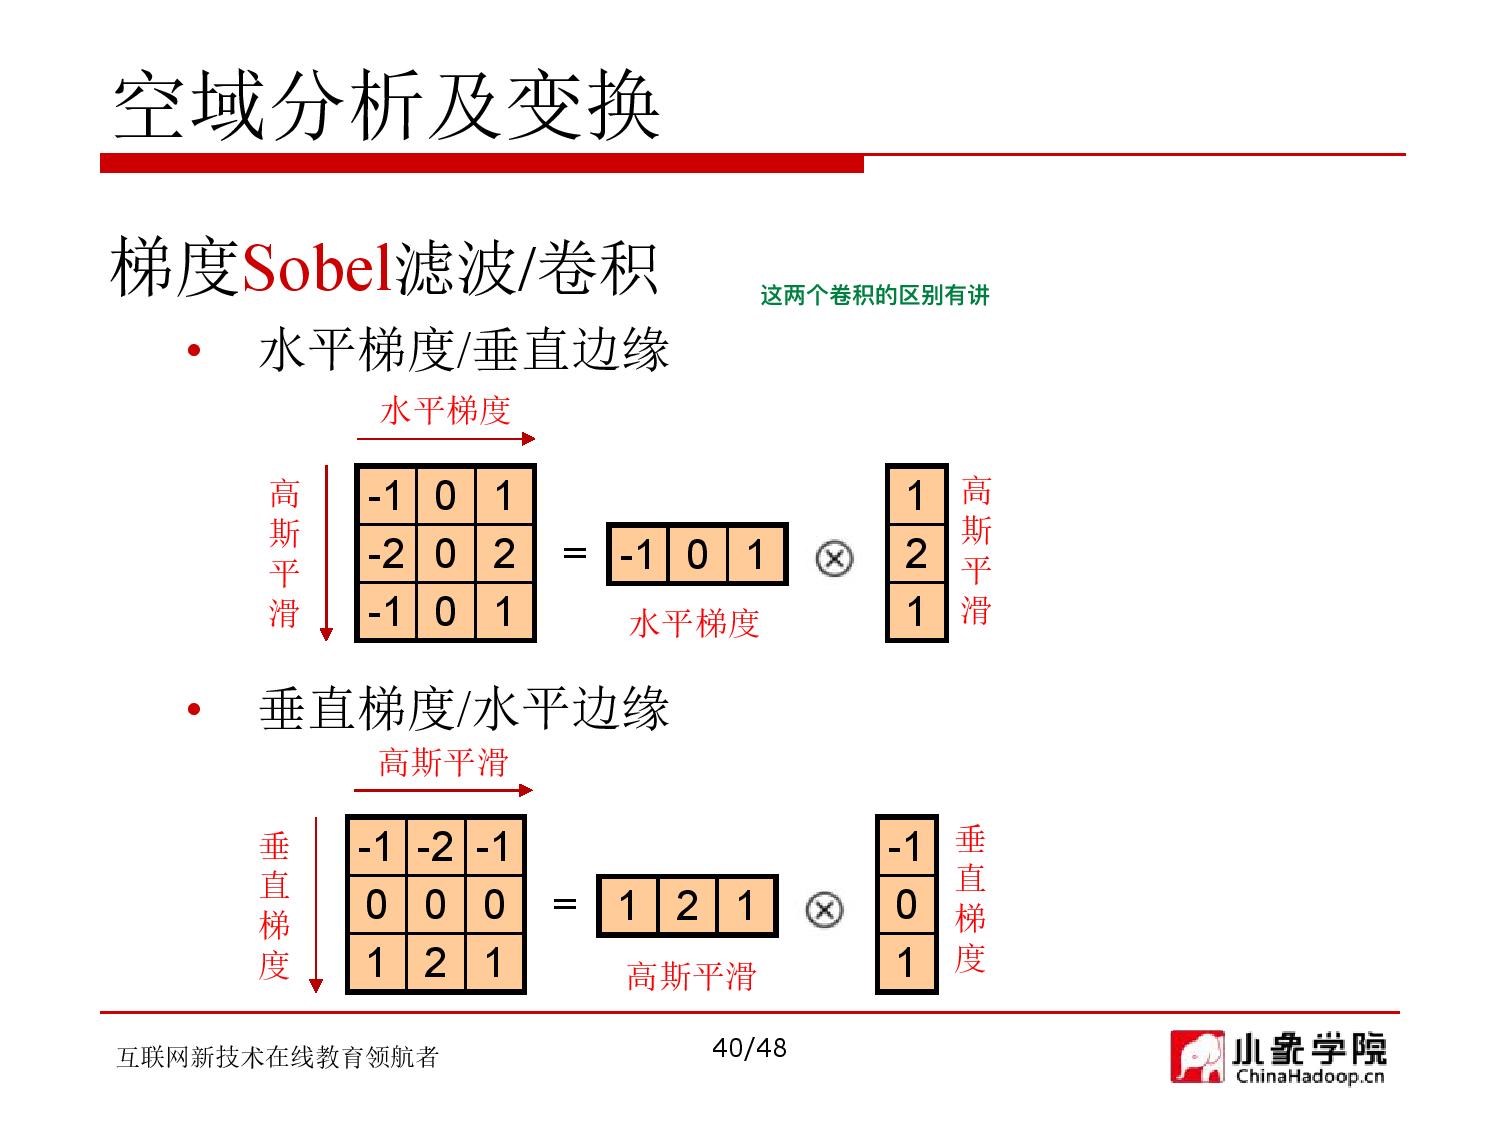 空域分析及变换
梯度Sobel滤波/卷积
这两个卷积的区别有讲
• 水平梯度/垂直边缘
水平梯度
高斯平滑
-1 0 1
-2 0 2
-1 0 1
=
-1 0 1
⊗
1
2
1
高斯平滑
水平梯度
• 垂直梯度/水平边缘
高斯平滑
垂直梯度
-1 -2 -1
0 0 0
1 2 1
=
1 2 1
⊗
-1
0
1
垂直梯度
高斯平滑
互联网新技术在线教育领航者
40/48
小象学院
ChinaHadoop.cn